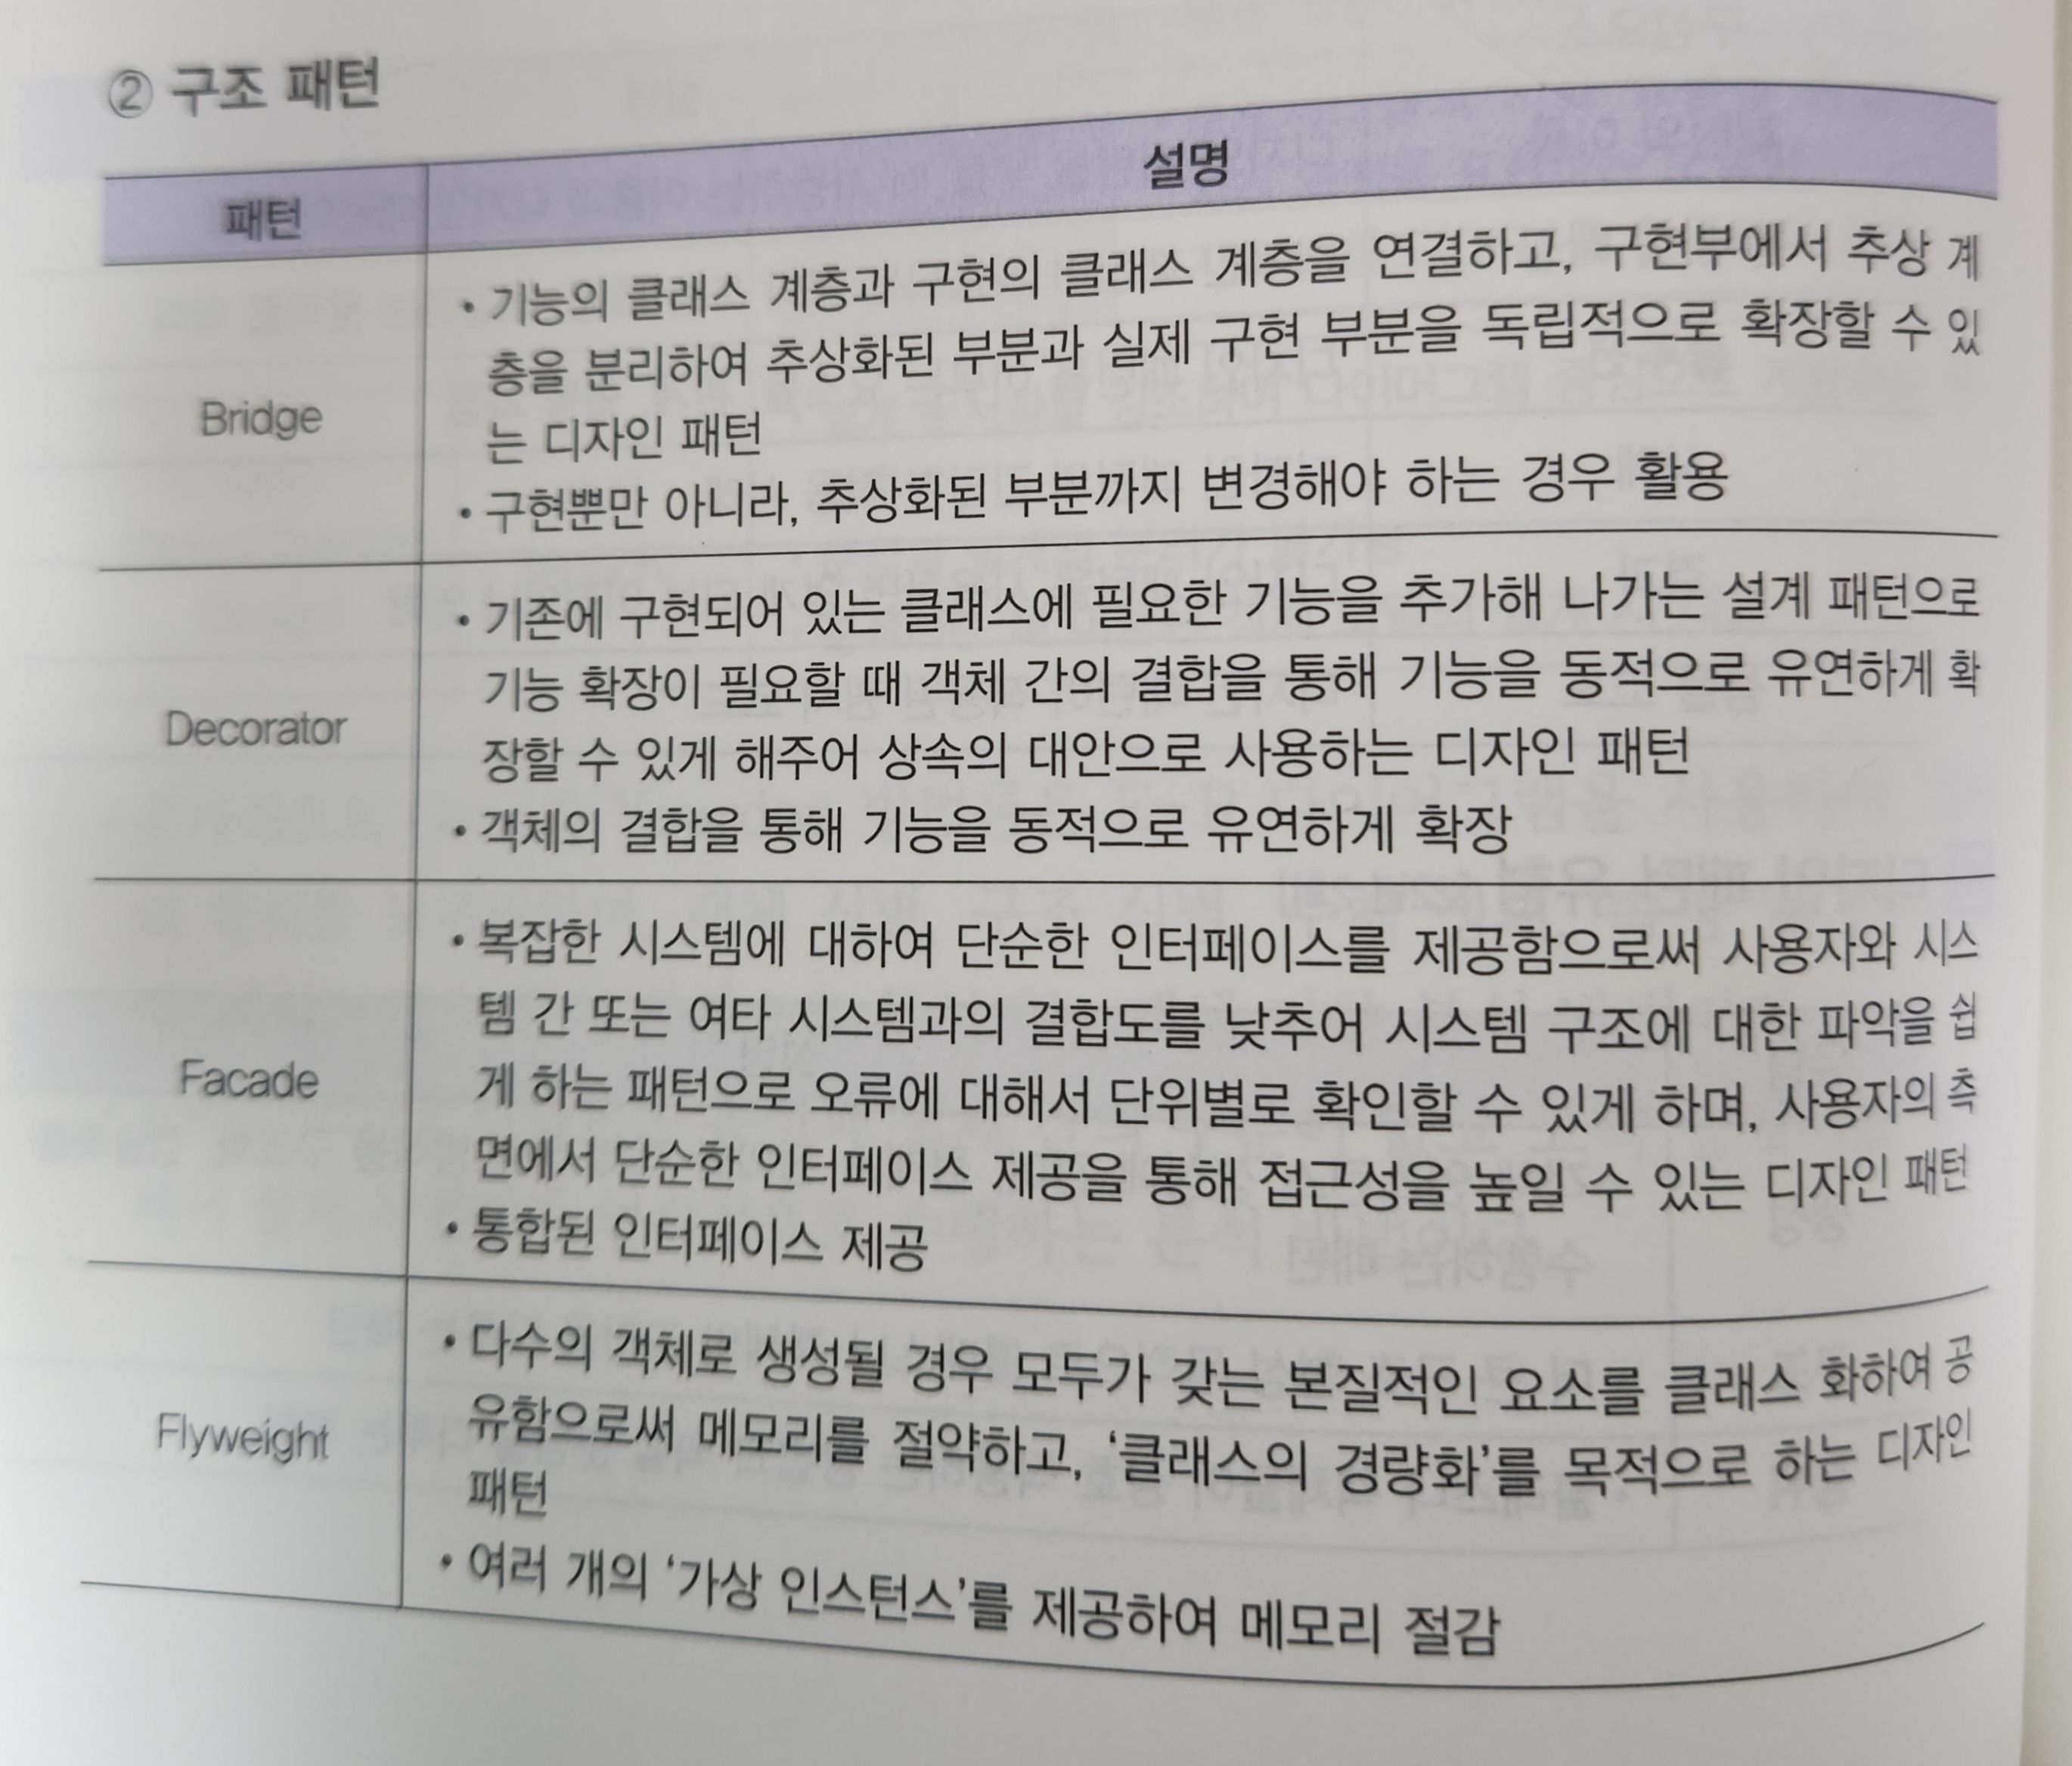 ② 구조 패턴
패턴
설명
Bridge
• 기능의 클래스 계층과 구현의 클래스 계층을 연결하고, 구현부에서 추상 계
층을 분리하여 추상화된 부분과 실제 구현 부분을 독립적으로 확장할 수 있
는 디자인 패턴
• 구현뿐만 아니라, 추상화된 부분까지 변경해야 하는 경우 활용
Decorator
• 기존에 구현되어 있는 클래스에 필요한 기능을 추가해 나가는 설계 패턴으로
기능 확장이 필요할 때 객체 간의 결합을 통해 기능을 동적으로 유연하게 확
장할 수 있게 해주어 상속의 대안으로 사용하는 디자인 패턴
• 객체의 결합을 통해 기능을 동적으로 유연하게 확장
Facade
• 복잡한 시스템에 대하여 단순한 인터페이스를 제공함으로써 사용자와 시스
템 간 또는 여타 시스템과의 결합도를 낮추어 시스템 구조에 대한 파악을 쉽
게 하는 패턴으로 오류에 대해서 단위별로 확인할 수 있게 하며, 사용자의 측
면에서 단순한 인터페이스 제공을 통해 접근성을 높일 수 있는 디자인 패턴
• 통합된 인터페이스 제공
Flyweight
• 다수의 객체로 생성될 경우 모두가 갖는 본질적인 요소를 클래스 화하여 공
유함으로써 메모리를 절약하고, ‘클래스의 경량화’를 목적으로 하는 디자인
패턴
• 여러 개의 ‘가상 인스턴스’를 제공하여 메모리 절감